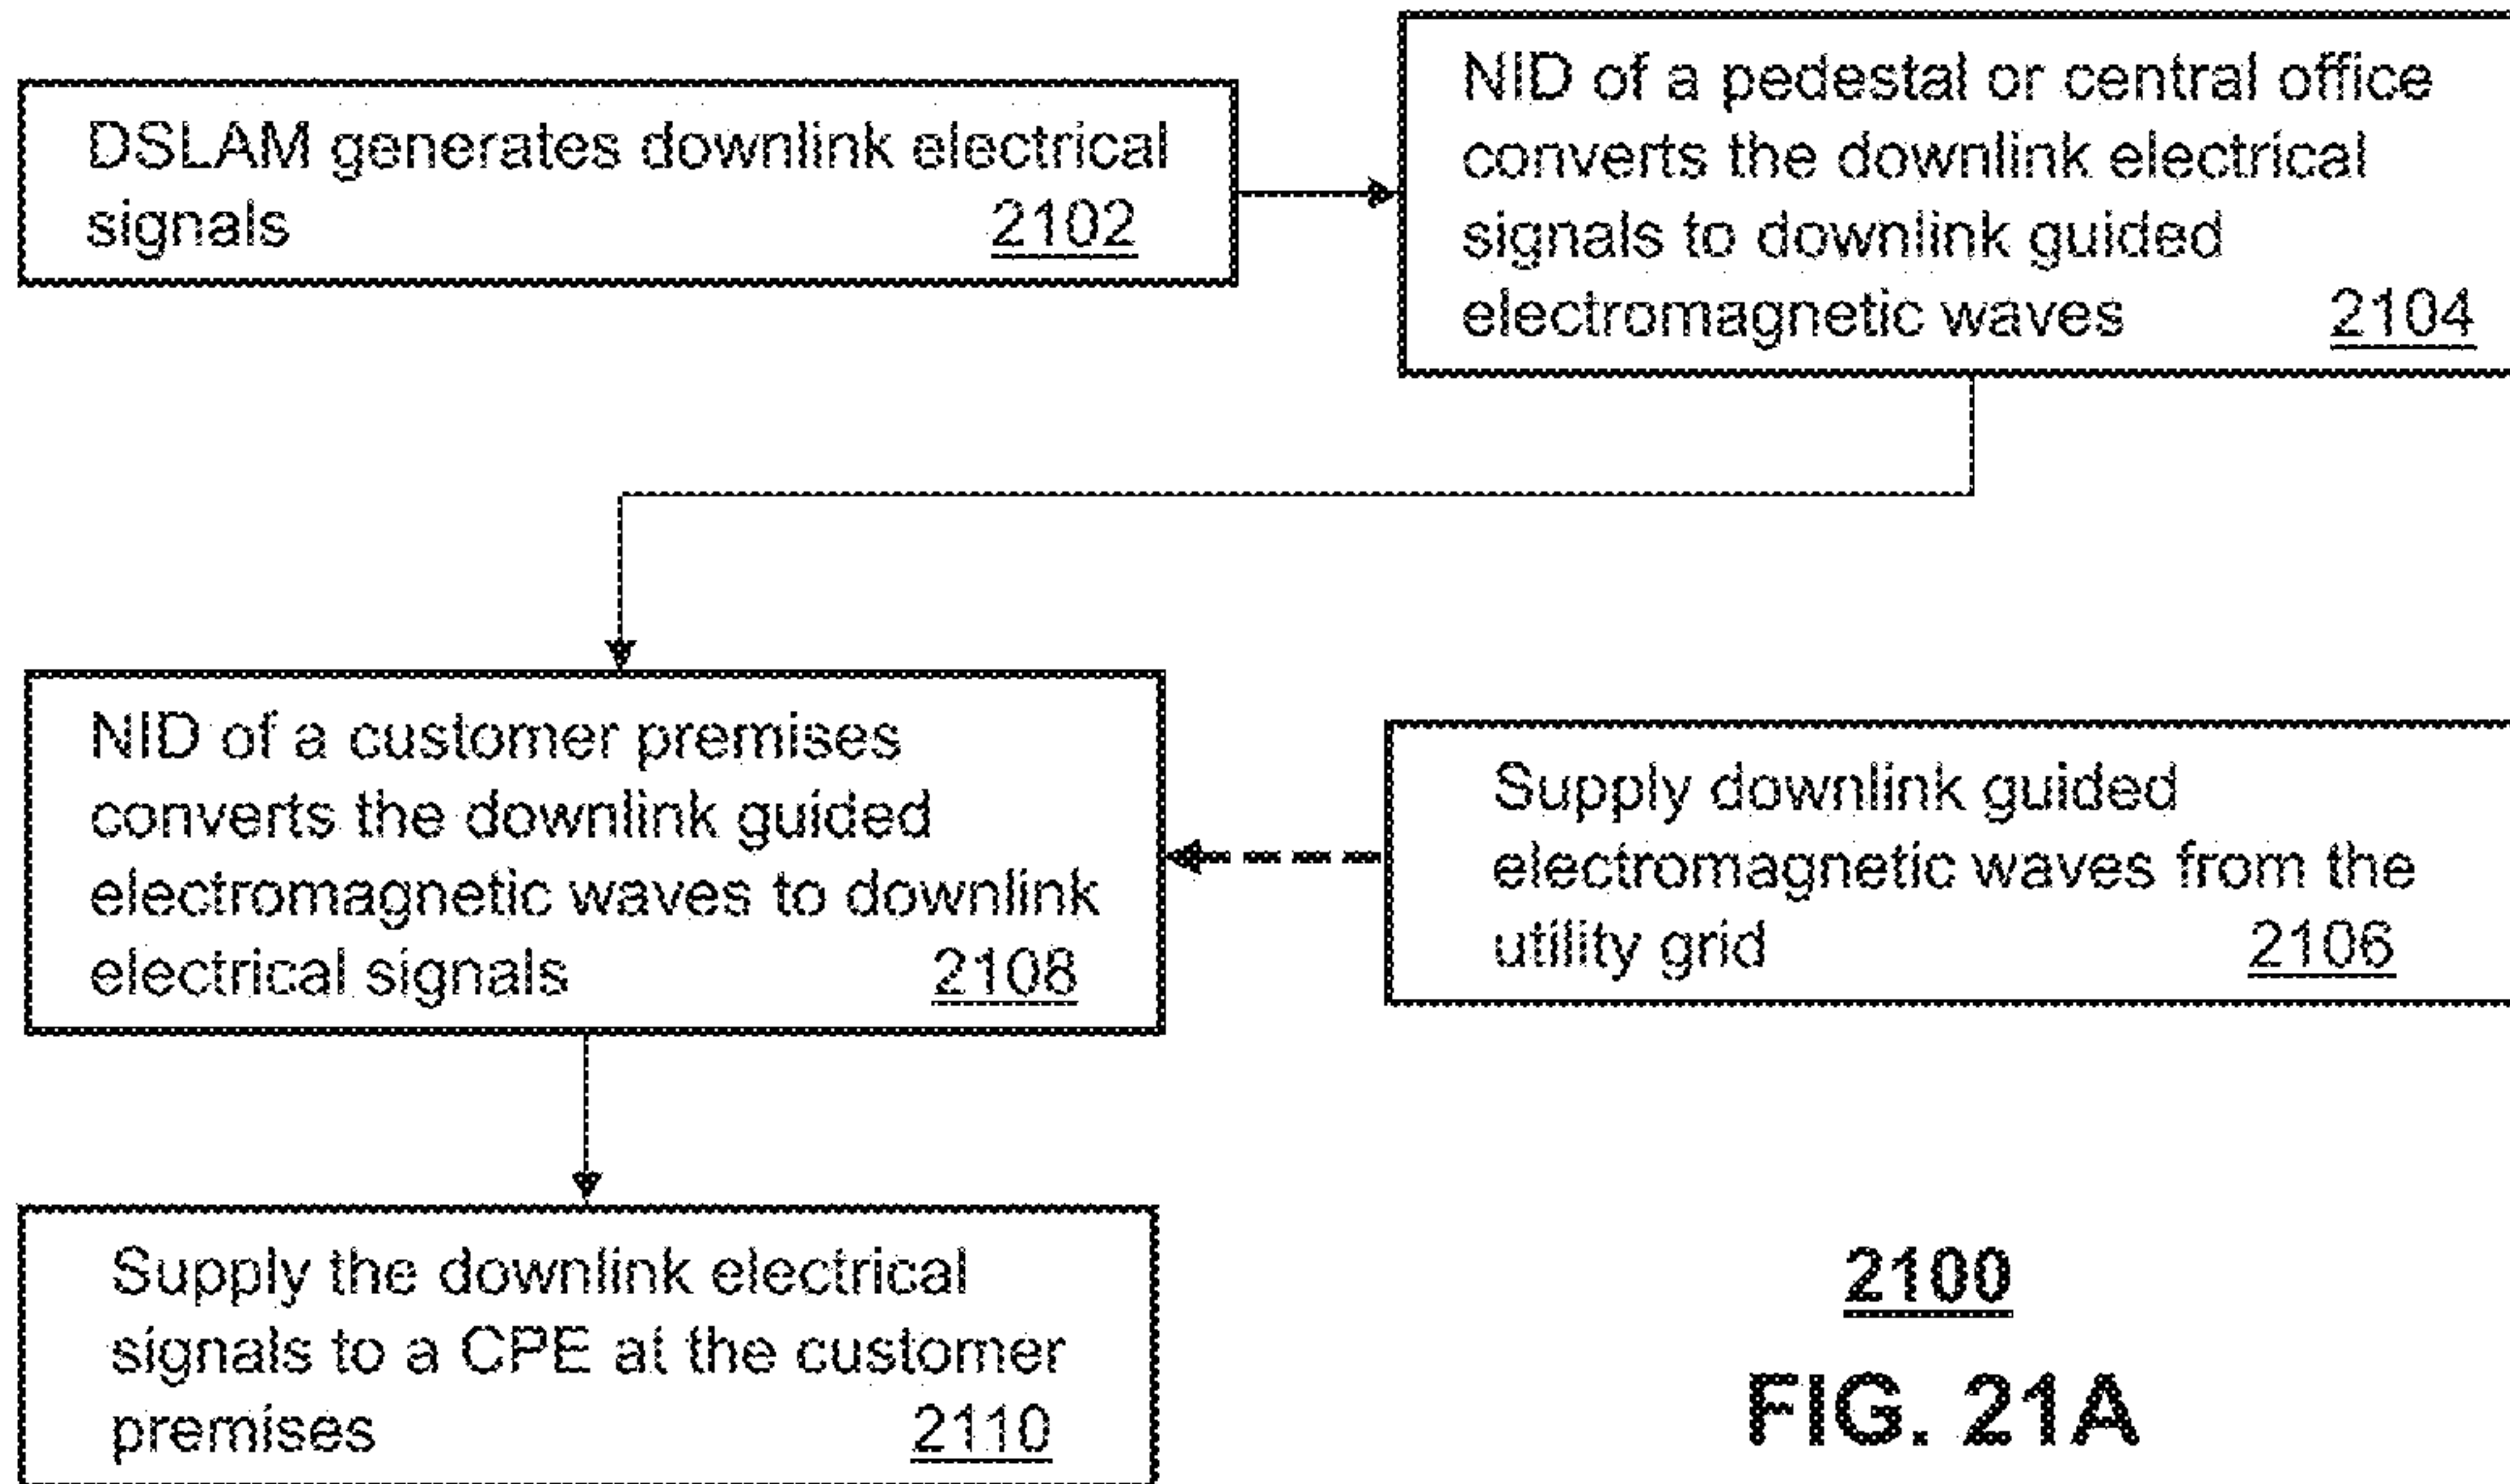 DSLAM generates downlink electrical
signals 2102
NID of a pedestal or central office
converts the downlink electrical
signals to downlink guided
electromagnetic waves 2104
NID of a customer premises
converts the downlink guided
electromagnetic waves to downlink
electrical signals 2108
Supply downlink guided
electromagnetic waves from the
utility grid 2106
Supply the downlink electrical
signals to a CPE at the customer
premises 2110
2100
FIG. 21A